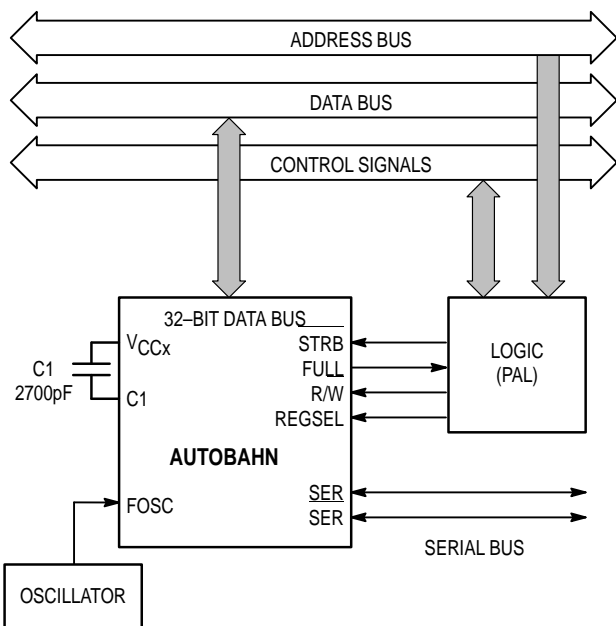 ADDRESS BUS
DATA BUS
CONTROL SIGNALS
32–BIT DATA BUS
VCCx
C1
2700pF
C1
STRB
FULL
R/W
REGSEL
LOGIC
(PAL)
AUTOBAHN
FOSC
SER
SER
SERIAL BUS
OSCILLATOR